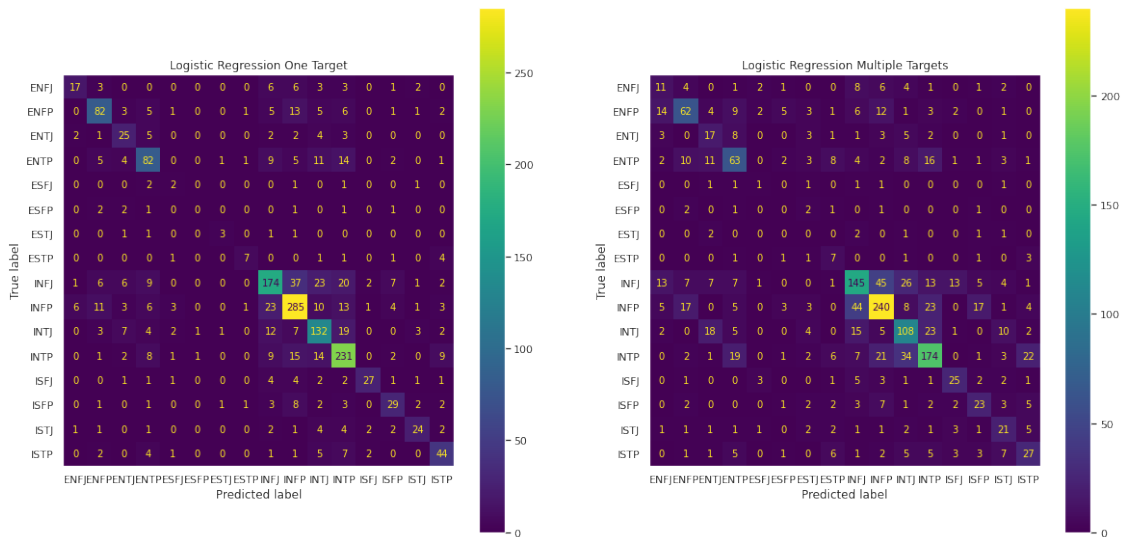 Logistic Regression One Target
True label
ENFJ 17 3 0 0 0 0 0 0 6 6 3 3 0 1 2 0
ENFP 0 82 3 5 1 0 0 1 5 13 5 6 0 1 1 2
ENTJ 2 1 25 5 0 0 0 0 2 2 4 3 0 0 0 0
ENTP 0 5 4 82 0 0 1 1 9 5 11 14 0 2 0 1
ESFJ 0 0 0 2 2 0 0 0 0 1 0 1 0 0 1 0
ESFP 0 2 2 1 0 0 0 0 0 1 0 1 0 1 0 0
ESTJ 0 0 1 1 0 0 3 0 0 1 0 1 0 0 0 0
ESTP 0 0 0 0 1 0 0 7 0 0 1 1 0 1 0 4
INFJ 1 6 6 9 0 0 0 0 174 37 23 20 2 7 1 2
INFP 6 11 3 6 0 0 0 0 23 285 10 13 1 4 1 3
INTJ 0 3 7 4 2 1 1 0 12 7 132 19 0 0 3 2
INTP 0 1 2 8 1 0 0 0 9 15 14 231 0 2 0 9
ISFJ 0 0 1 1 0 0 0 0 4 4 2 2 27 1 1 1
ISFP 0 1 0 1 0 0 1 1 3 8 2 3 0 29 2 2
ISTJ 1 1 0 1 0 0 0 0 2 1 4 4 2 2 24 2
ISTP 0 2 0 4 1 0 0 0 1 1 5 7 2 0 0 44
ENFJ ENFP ENTJ ENTP ESFJ ESFP ESTJ ESTP INFJ INFP INTJ INTP ISFJ ISFP ISTJ ISTP
Predicted label
250
200
150
100
50
0
Logistic Regression Multiple Targets
True label
ENFJ 11 4 0 1 2 1 0 0 8 6 4 1 0 1 2 0
ENFP 14 62 4 9 2 5 3 1 6 12 1 3 2 0 1 0
ENTJ 3 0 17 8 0 0 3 1 1 3 5 2 0 0 1 0
ENTP 2 10 11 63 0 2 3 8 4 2 8 16 1 1 3 1
ESFJ 0 0 1 1 1 0 1 0 1 0 0 0 1 0 1 0
ESFP 0 2 0 1 0 0 2 0 1 1 0 0 1 0 0 0
ESTJ 0 0 2 0 0 0 0 0 2 0 1 1 0 0 1 0
ESTP 0 0 0 1 0 1 1 7 0 0 1 1 0 0 0 3
INFJ 13 7 7 7 1 0 0 1 145 45 26 13 13 5 4 1
INFP 5 17 1 0 0 3 3 0 44 240 8 23 0 17 1 4
INTJ 2 0 18 5 0 0 4 0 15 5 108 23 0 1 10 2
INTP 0 2 1 19 0 1 2 6 7 21 34 174 0 1 3 22
ISFJ 0 1 0 0 3 0 0 1 5 3 1 1 25 2 2 1
ISFP 0 2 0 0 1 0 2 2 3 7 1 2 2 23 3 5
ISTJ 1 1 1 1 1 0 2 2 1 1 2 1 3 1 21 5
ISTP 0 1 1 5 0 1 0 6 1 2 5 5 3 3 7 27
ENFJ ENFP ENTJ ENTP ESFJ ESFP ESTJ ESTP INFJ INFP INTJ INTP ISFJ ISFP ISTJ ISTP
Predicted label
200
150
100
50
0